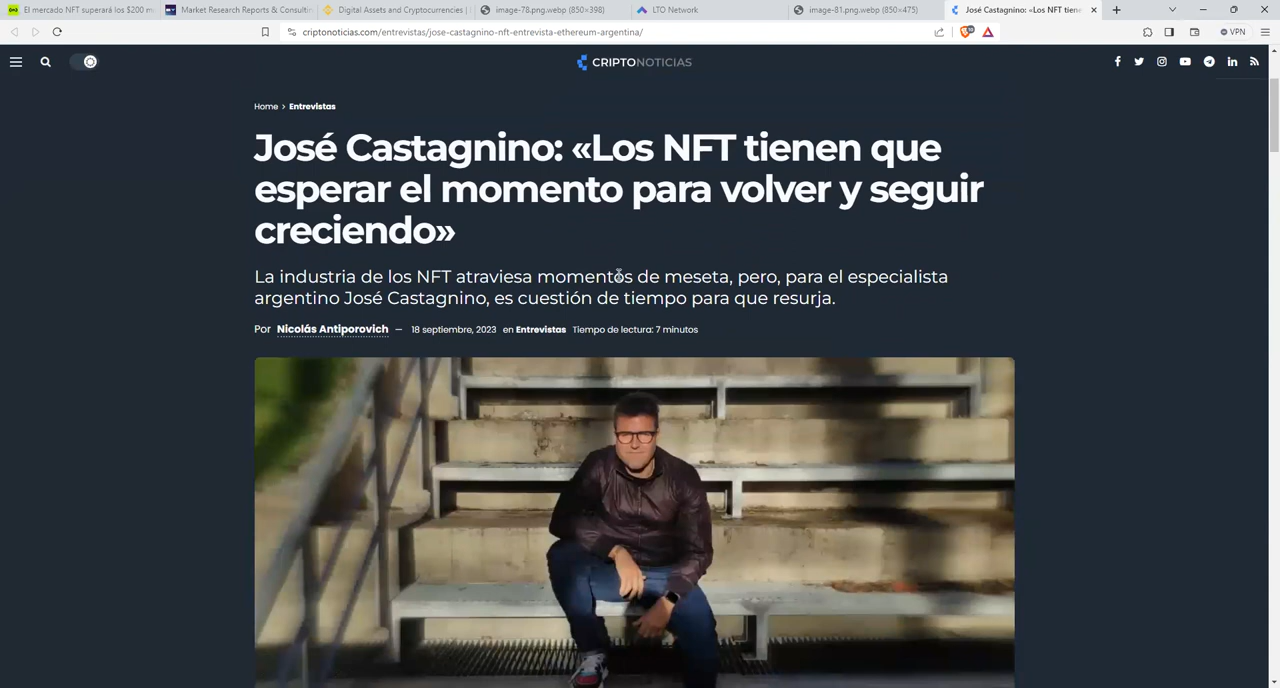 El mercado NFT superará los $200 m
Market Research Reports & Consultin
Digital Assets and Cryptocurrencies |
image-78.png.webp (850×398)
LTO Network
image-81.png.webp (850×475)
José Castagnino: «Los NFT tiene
criptonoticias.com/entrevistas/jose-castagnino-nft-entrevista-ethereum-argentina/
VPN
CRIPTONOTICIAS
Home > Entrevistas
José Castagnino: «Los NFT tienen que
esperar el momento para volver y seguir
creciendo»
La industria de los NFT atraviesa momentos de meseta, pero, para el especialista
argentino José Castagnino, es cuestión de tiempo para que resurja.
Por Nicolás Antiporovich — 18 septiembre, 2023 en Entrevistas Tiempo de lectura: 7 minutos